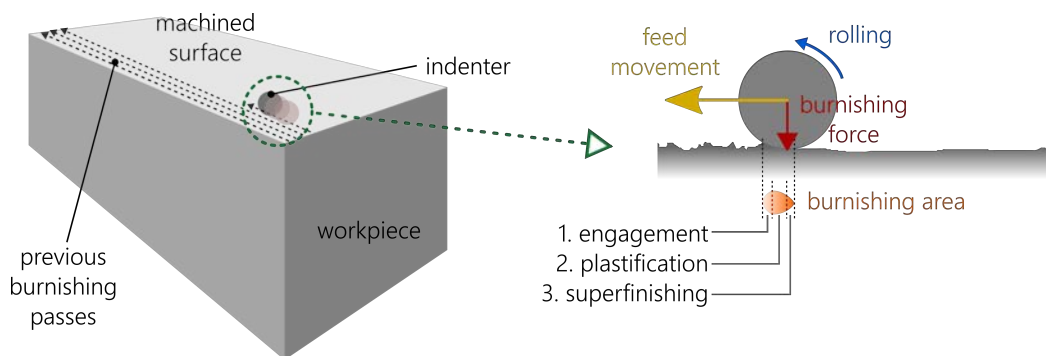 machined
surface
indenter
workpiece
previous
burnishing
passes
rolling
feed
movement
burnishing
force
burnishing area
1. engagement
2. plastification
3. superfinishing